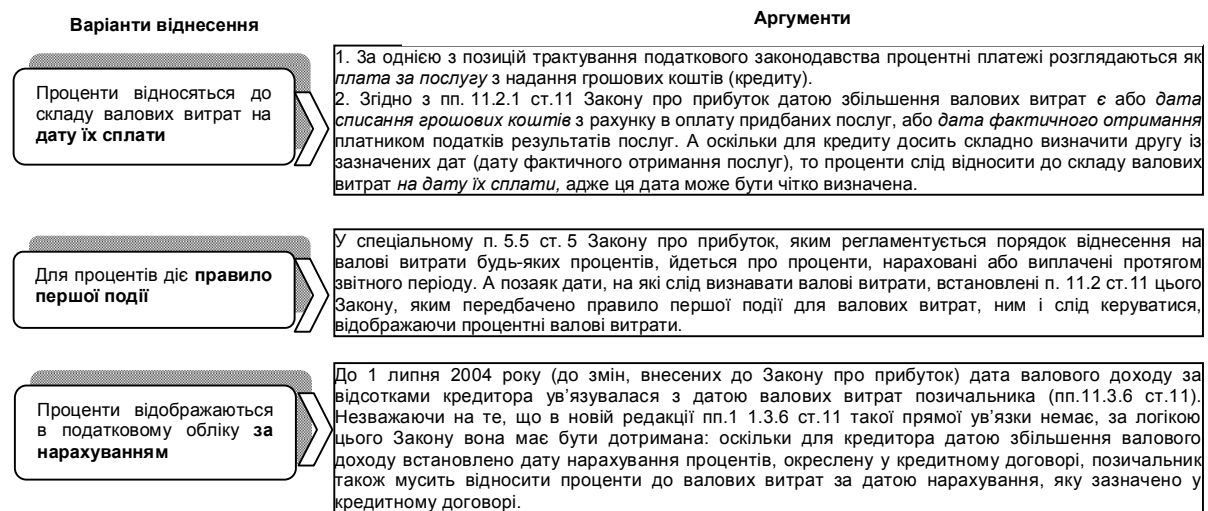 Варіанти віднесення
Аргументи
Проценти відносяться до
складу валових витрат на
дату їх сплати
1. За однією з позицій трактування податкового законодавства процентні платежі розглядаються як
плата за послугу з надання грошових коштів (кредиту).
2. Згідно з пп. 11.2.1 ст.11 Закону про прибуток датою збільшення валових витрат є або дата
списання грошових коштів з рахунку в оплату придбаних послуг, або дата фактичного отримання
платником податків результатів послуг. А оскільки для кредиту досить складно визначити другу із
зазначених дат (дату фактичного отримання послуг), то проценти слід відносити до складу валових
витрат на дату їх сплати, адже ця дата може бути чітко визначена.
Для процентів діє правило
першої події
У спеціальному п. 5.5 ст. 5 Закону про прибуток, яким регламентується порядок віднесення на
валові витрати будь-яких процентів, йдеться про проценти, нараховані або виплачені протягом
звітного періоду. А позаяк дати, на які слід визнавати валові витрати, встановлені п. 11.2 ст.11 цього
Закону, яким передбачено правило першої події для валових витрат, ним і слід керуватися,
відображаючи процентні валові витрати.
Проценти відображаються
в податковому обліку за
нарахуванням
До 1 липня 2004 року (до змін, внесених до Закону про прибуток) дата валового доходу за
відсотками кредитора ув’язувалася з датою валових витрат позичальника (пп.11.3.6 ст.11).
Незважаючи на те, що в новій редакції пп.1 1.3.6 ст.11 такої прямої ув’язки немає, за логікою
цього Закону вона має бути дотримана: оскільки для кредитора датою збільшення валового
доходу встановлено дату нарахування процентів, окреслену у кредитному договорі, позичальник
також мусить відносити проценти до валових витрат за датою нарахування, яку зазначено у
кредитному договорі.